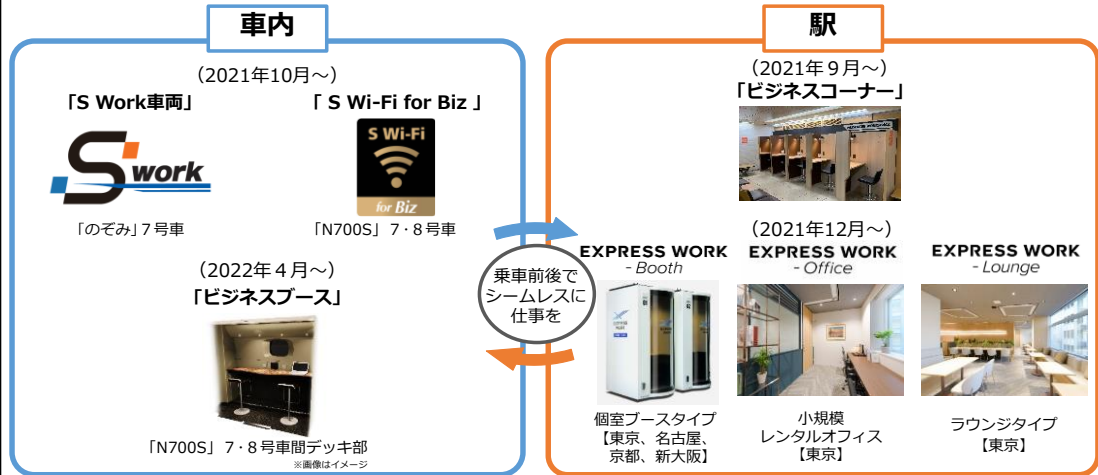 車内
（2021年10月～）
「S Work車両」
「 S Wi-Fi for Biz 」
S work
S Wi-Fi
for Biz
「のぞみ」７号車
「N700S」７・８号車
（2022年４月～）
「ビジネスブース」
「N700S」７・８号車間デッキ部
※画像はイメージ
乗車前後で
シームレスに
仕事を
駅
（2021年９月～）
「ビジネスコーナー」
（2021年12月～）
EXPRESS WORK
- Booth
EXPRESS WORK
- Office
EXPRESS WORK
- Lounge
個室ブースタイプ
【東京、名古屋、
京都、新大阪】
小規模
レンタルオフィス
【東京】
ラウンジタイプ
【東京】